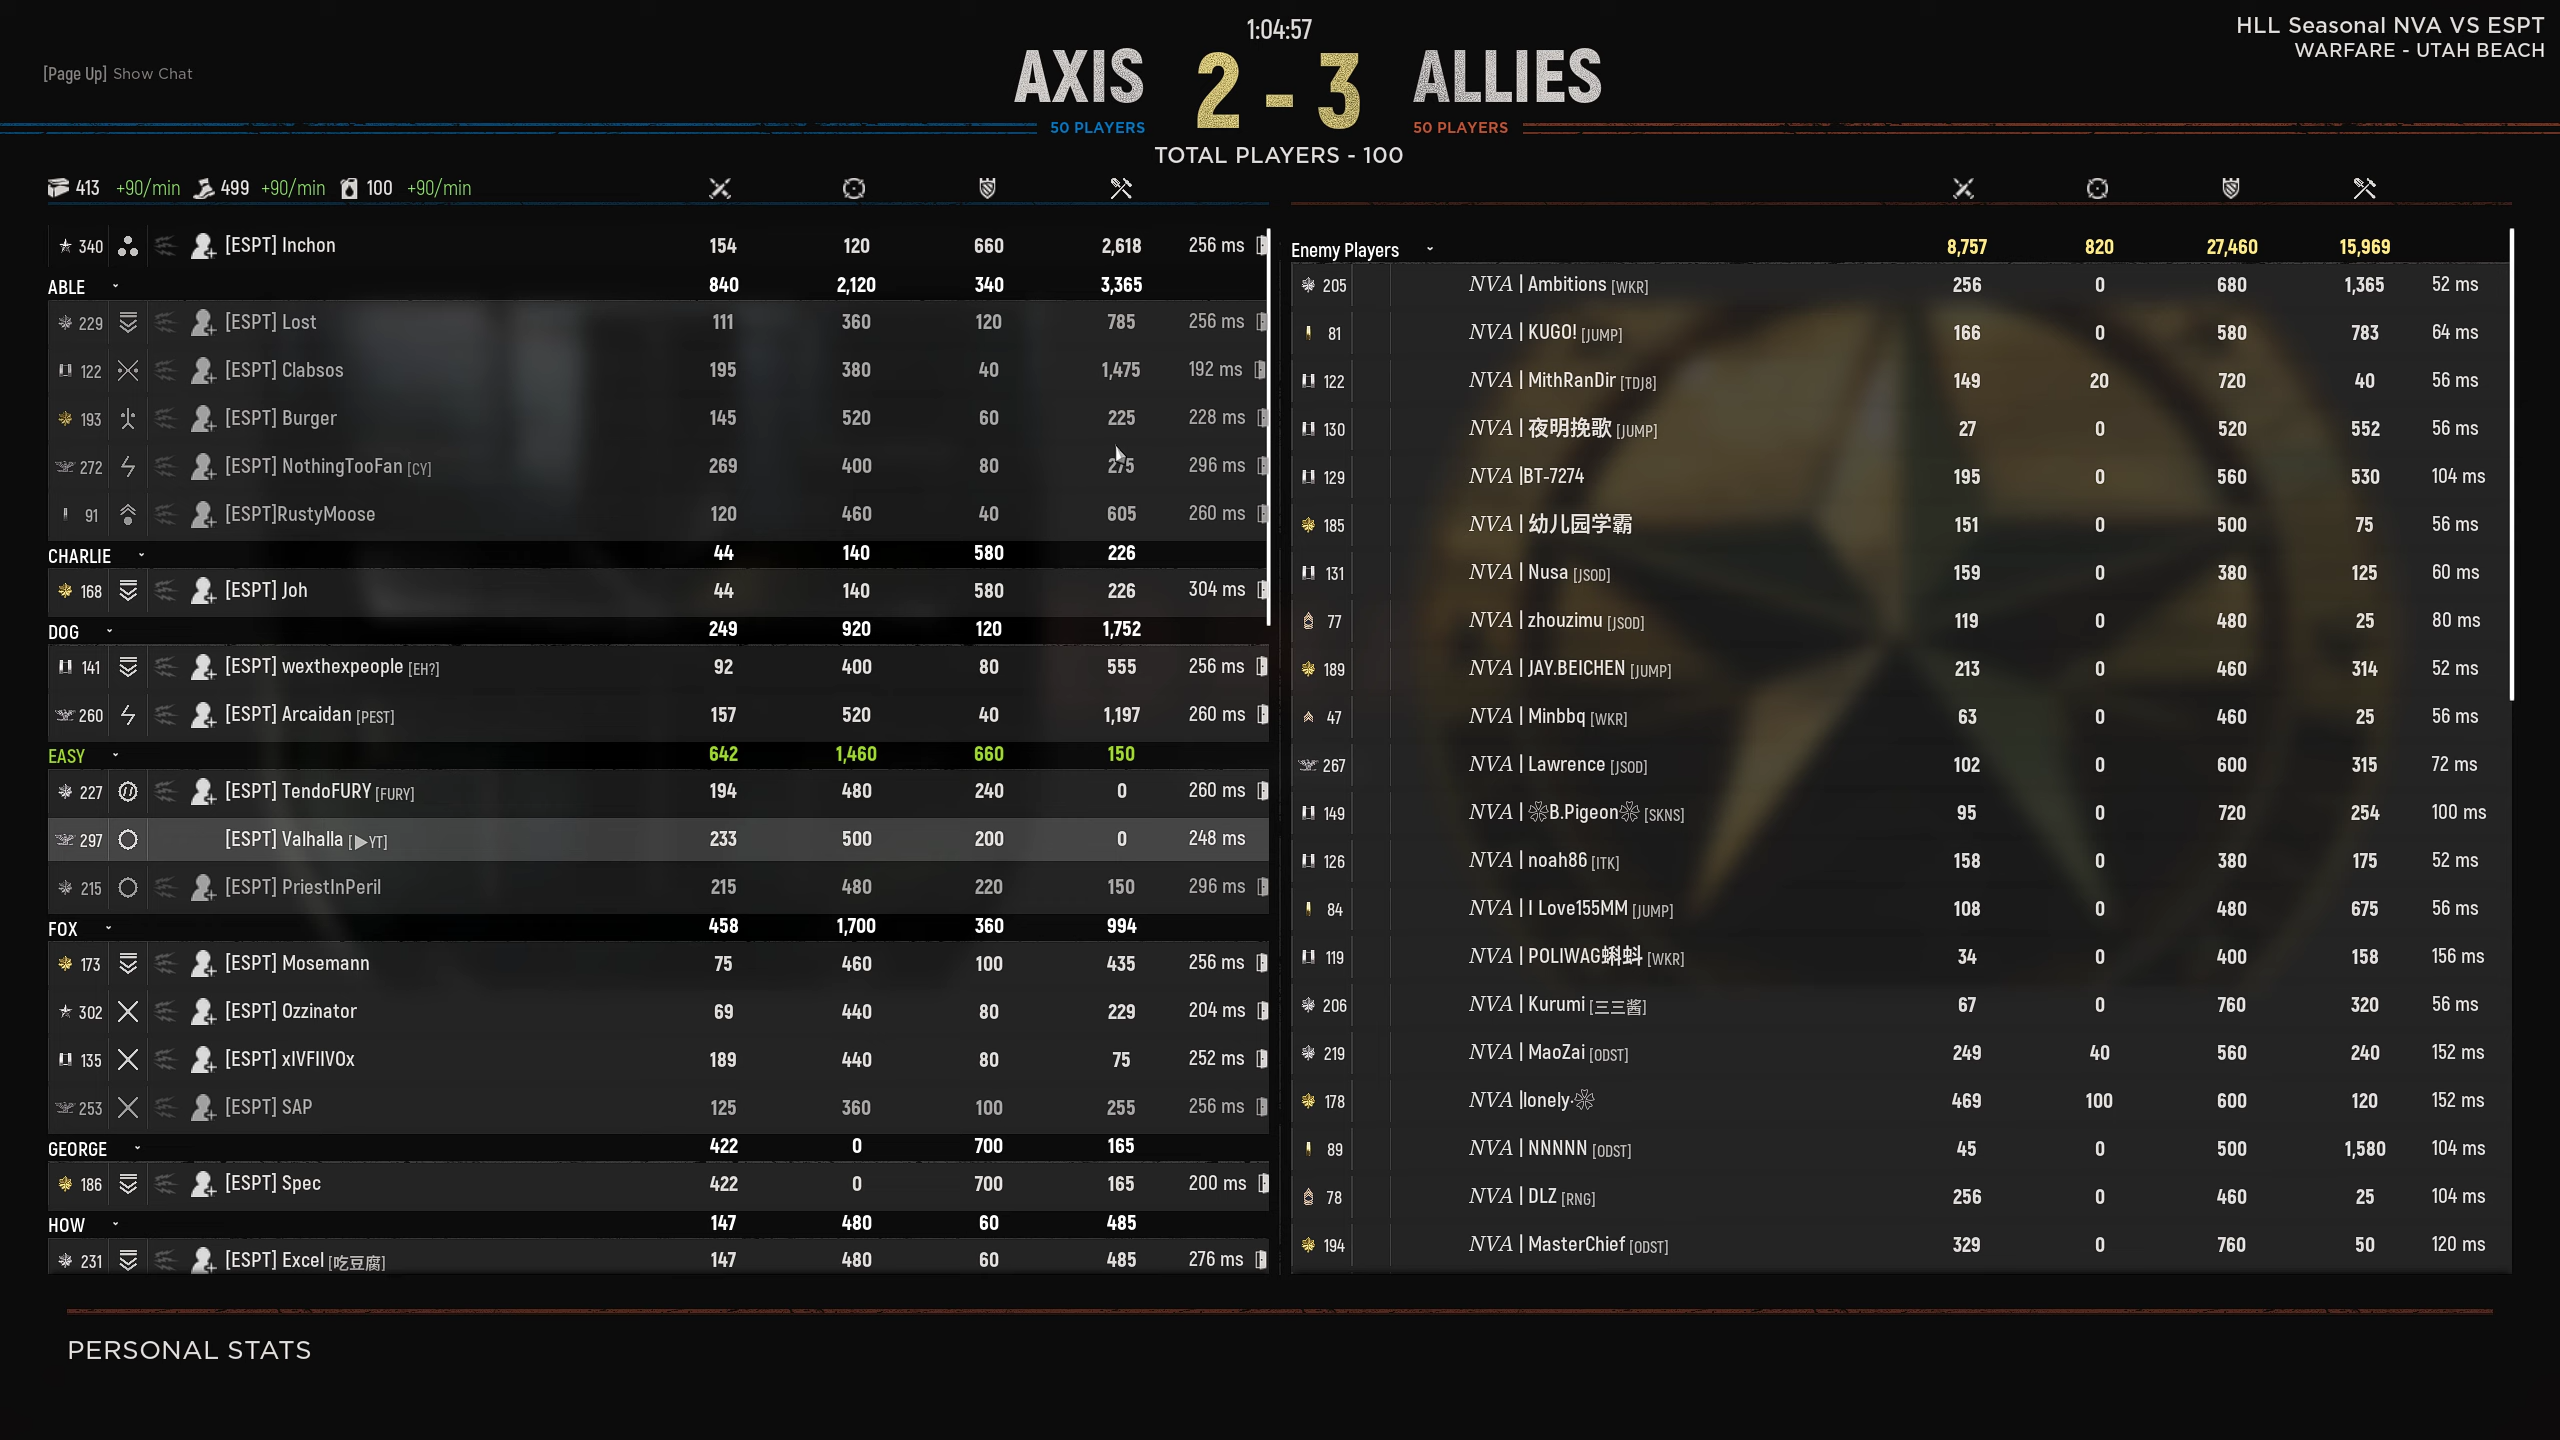 1:04:57
HLL Seasonal NVA VS ESPT
WARFARE - UTAH BEACH
[Page Up] Show Chat
AXIS 2 - 3 ALLIES
50 PLAYERS 50 PLAYERS
TOTAL PLAYERS - 100
413 +90/min 499 +90/min 100 +90/min
340 [ESPT] Inchon 154 120 660 2,618 256 ms
ABLE 840 2,120 340 3,365
229 [ESPT] Lost 111 360 120 785 256 ms
122 [ESPT] Clabsos 195 380 40 1,475 192 ms
193 [ESPT] Burger 145 520 60 225 228 ms
272 [ESPT] NothingTooFan [CY] 269 400 80 275 296 ms
91 [ESPT]RustyMoose 120 460 40 605 260 ms
CHARLIE 44 140 580 226
168 [ESPT] Joh 44 140 580 226 304 ms
DOG 249 920 120 1,752
141 [ESPT] wexthexpeople [EH?] 92 400 80 555 256 ms
260 [ESPT] Arcaidan [PEST] 157 520 40 1,197 260 ms
EASY 642 1,460 660 150
227 [ESPT] TendoFURY [FURY] 194 480 240 0 260 ms
297 [ESPT] Valhalla [▶YT] 233 500 200 0 248 ms
215 [ESPT] PriestInPeril 215 480 220 150 296 ms
FOX 458 1,700 360 994
173 [ESPT] Mosemann 75 460 100 435 256 ms
302 [ESPT] Ozzinator 69 440 80 229 204 ms
135 [ESPT] xIVFIIVOx 189 440 80 75 252 ms
253 [ESPT] SAP 125 360 100 255 256 ms
GEORGE 422 0 700 165
186 [ESPT] Spec 422 0 700 165 200 ms
HOW 147 480 60 485
231 [ESPT] Excel [吃豆腐] 147 480 60 485 276 ms
Enemy Players 8,757 820 27,460 15,969
205 NVA | Ambitions [WKR] 256 0 680 1,365 52 ms
81 NVA | KUGO! [JUMP] 166 0 580 783 64 ms
122 NVA | MithRanDir [TDJ8] 149 20 720 40 56 ms
130 NVA | 夜明挽歌 [JUMP] 27 0 520 552 56 ms
129 NVA |BT-7274 195 0 560 530 104 ms
185 NVA | 幼儿园学霸 151 0 500 75 56 ms
131 NVA | Nusa [JSOD] 159 0 380 125 60 ms
77 NVA | zhouzimu [JSOD] 119 0 480 25 80 ms
189 NVA | JAY.BEICHEN [JUMP] 213 0 460 314 52 ms
47 NVA | Minbbq [WKR] 63 0 460 25 56 ms
267 NVA | Lawrence [JSOD] 102 0 600 315 72 ms
149 NVA | ❀B.Pigeon❀ [SKNS] 95 0 720 254 100 ms
126 NVA | noah86 [ITK] 158 0 380 175 52 ms
84 NVA | I Love155MM [JUMP] 108 0 480 675 56 ms
119 NVA | POLIWAG蝌蚪 [WKR] 34 0 400 158 156 ms
206 NVA | Kurumi [三三酱] 67 0 760 320 56 ms
219 NVA | MaoZai [ODST] 249 40 560 240 152 ms
178 NVA |lonely·❀ 469 100 600 120 152 ms
89 NVA | NNNNN [ODST] 45 0 500 1,580 104 ms
78 NVA | DLZ [RNG] 256 0 460 25 104 ms
194 NVA | MasterChief [ODST] 329 0 760 50 120 ms
PERSONAL STATS